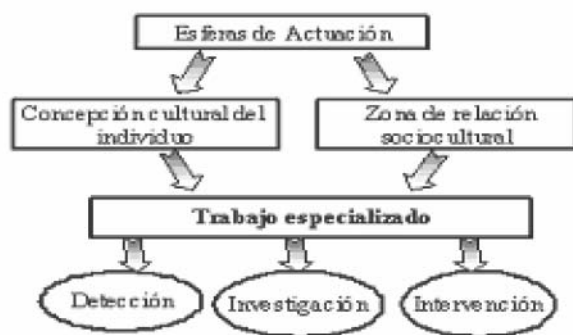 Esferas de Actuación
Concepción cultural del
individuo
Zona de relación
sociocultural
Trabajo especializado
Detección
Investigación
Intervención